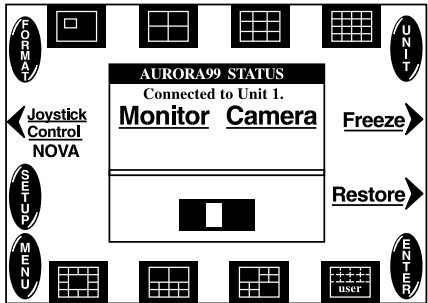 FORMAT
UNIT
AURORA99 STATUS
Connected to Unit 1.
Monitor Camera
Joystick
Control
NOVA
Freeze
SETUP
Restore
MENU
ENTER
user